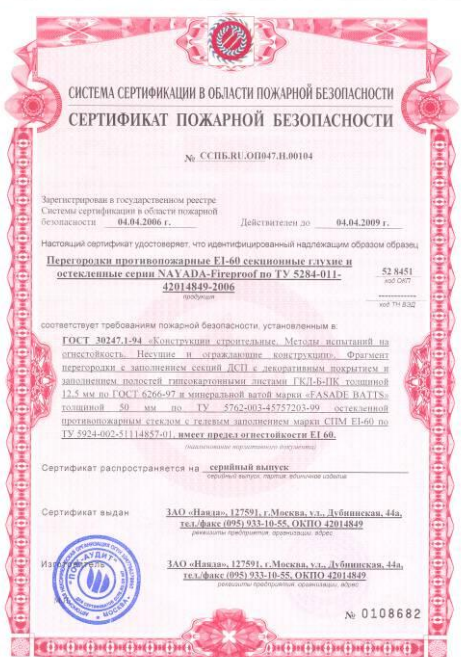 СИСТЕМА СЕРТИФИКАЦИИ В ОБЛАСТИ ПОЖАРНОЙ БЕЗОПАСНОСТИ
СЕРТИФИКАТ ПОЖАРНОЙ БЕЗОПАСНОСТИ
№ ССПБ.RU.ОП047.Н.00104
Зарегистрирован в государственном реестре
Системы сертификации в области пожарной
безопасности 04.04.2006 г. Действителен до 04.04.2009 г.
Настоящий сертификат удостоверяет, что идентифицированный надлежащим образом образец
Перегородки противопожарные EI-60 секционные глухие и
остекленные серии NAYADA-Fireproof по ТУ 5284-011-
42014849-2006
продукция
52 8451
код ОКП
код ТН ВЭД
соответствует требованиям пожарной безопасности, установленным в:
ГОСТ 30247.1-94 «Конструкции строительные. Методы испытаний на
огнестойкость. Несущие и ограждающие конструкции». Фрагмент
перегородки с заполнением секций ДСП с декоративным покрытием и
заполнением полостей гипсокартонными листами ГКЛ-Б-ПК толщиной
12,5 мм по ГОСТ 6266-97 и минеральной ватой марки «FASADE BATTS»
толщиной 50 мм по ТУ 5762-003-45757203-99 остекленной
противопожарным стеклом с гелевым заполнением марки СПМ EI-60 по
ТУ 5924-002-51114857-01, имеет предел огнестойкости EI 60.
(наименование нормативного документа)
Сертификат распространяется на серийный выпуск
серийный выпуск, партия, единичное изделие
Сертификат выдан ЗАО «Наяда», 127591, г.Москва, ул., Дубнинская, 44а,
тел./факс (095) 933-10-55, ОКПО 42014849
реквизиты предприятия, организации, адрес
Изготовитель ЗАО «Наяда», 127591, г.Москва, ул., Дубнинская, 44а,
тел./факс (095) 933-10-55, ОКПО 42014849
реквизиты предприятия, организации, адрес
"ПОЖАУДИТ"
ДЛЯ СЕРТИФИКАТОВ
МОСКВА
№ 0108682